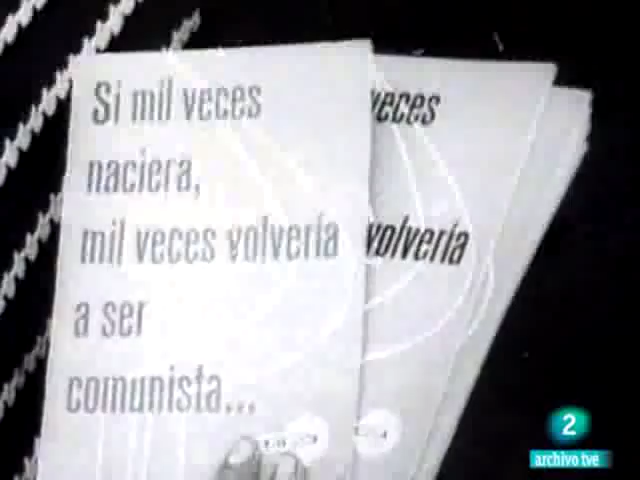 Si mil veces
naciera,
mil veces volvería
a ser
comunista...
veces
volvería
2
archivo tve